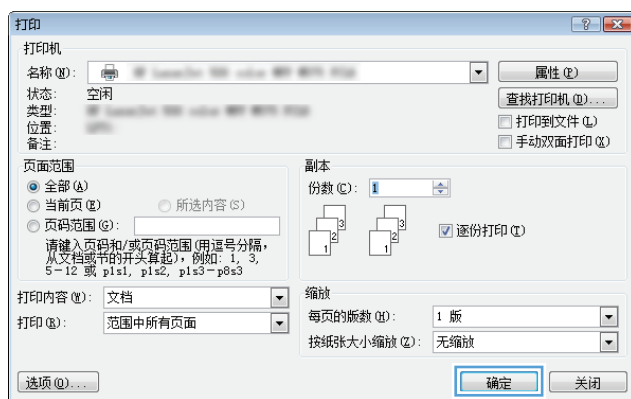 打印
打印机
名称(N):
属性(P)
状态: 空闲
查找打印机(D)...
类型:
位置:
打印到文件(L)
备注:
手动双面打印(X)
页面范围
全部(A)
当前页(E) 所选内容(S)
页码范围(G):
请键入页码和/或页码范围(用逗号分隔,
从文档或节的开头算起),例如: 1, 3,
5-12 或 p1s1, p1s2, p1s3-p8s3
副本
份数(C): 1
1 2 3 1 2 3
逐份打印(T)
打印内容(W): 文档
打印(R): 范围中所有页面
缩放
每页的版数(H): 1 版
按纸张大小缩放(Z): 无缩放
选项(O)... 确定 关闭